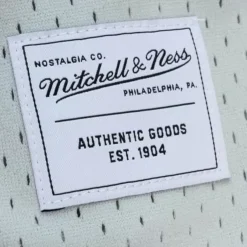 NOSTALGIA CO.
Mitchell & Ness
PHILADELPHIA, PA.
AUTHENTIC GOODS
EST. 1904